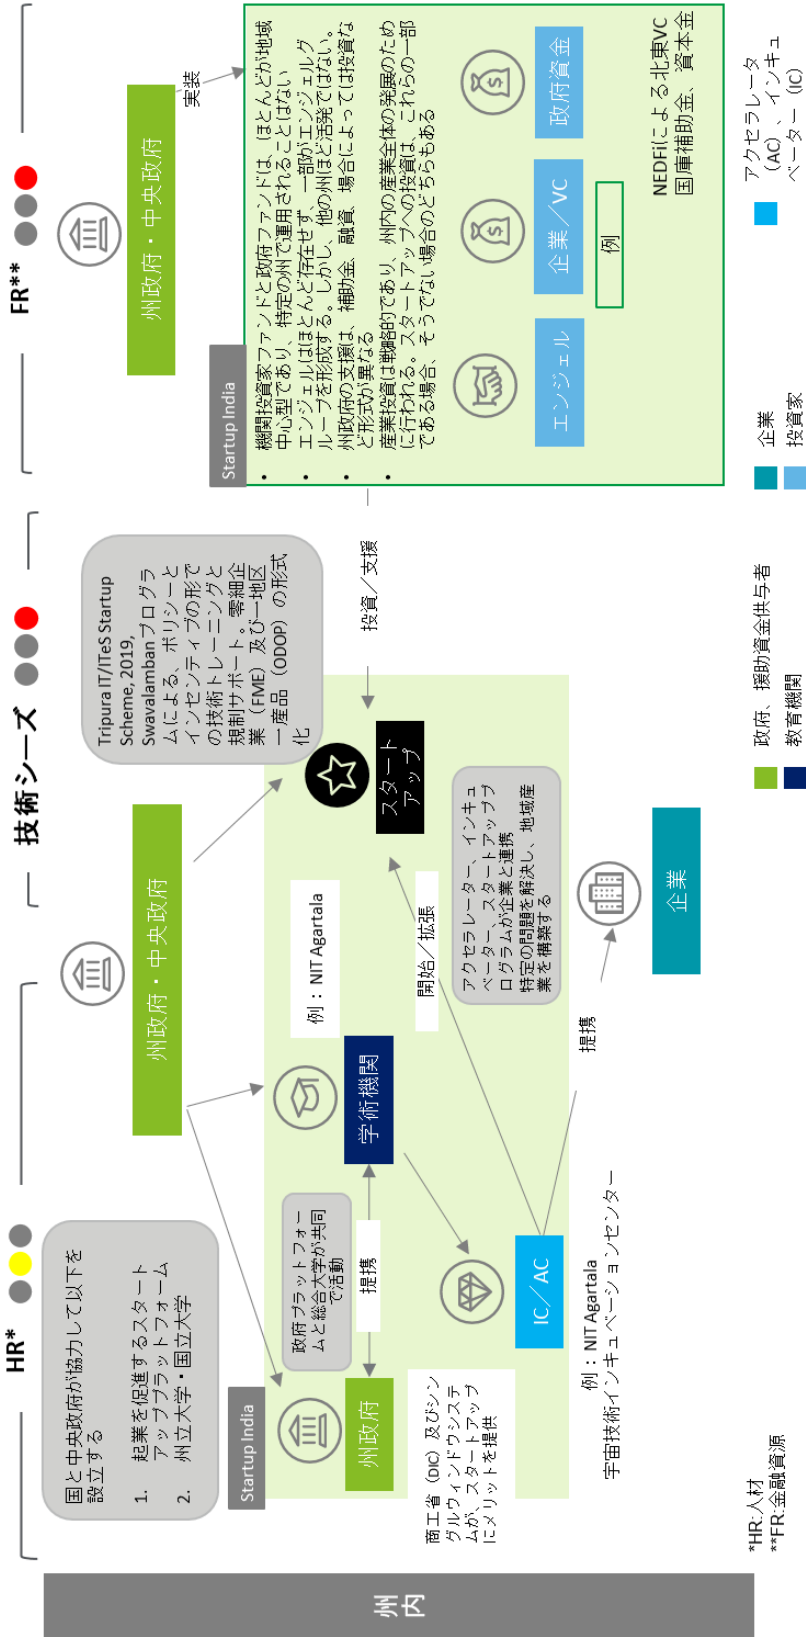 州内
HR*
技術シーズ
FR**
国と中央政府が協力して以下を
設立する
1. 起業を促進するスタート
アッププラットフォーム
2. 州立大学・国立大学
州政府・中央政府
Tripura IT/ITeS Startup
Scheme, 2019,
Swavalambanプログラ
ムによる、ポリシーと
インセンティブの形で
の技術トレーニングと
規制サポート。零細企
業（FME）及び一地区
一産品（ODOP）の形式
化
州政府・中央政府
実装
Startup India
政府プラットフォー
ムと総合大学が共同
で活動
州政府
提携
学術機関
例：NIT Agartala
スタート
アップ
投資／支援
商工省（DIC）及びシン
グルウィンドウシステ
ムが、スタートアップ
にメリットを提供
IC／AC
開始／拡張
アクセラレーター、インキュ
ベーター、スタートアッププ
ログラムが企業と連携
特定の問題を解決し、地域産
業を構築する
例：NIT Agartala
宇宙技術インキュベーションセンター
提携
企業
Startup India
• 機関投資家ファンドと政府ファンドは、ほとんどが地域
中心型であり、特定の州で運用されることはない
• エンジェルはほとんど存在せず、一部がエンジェルグ
ループを形成する。しかし、他の州ほど活発ではない。
• 州政府の支援は、補助金、融資、場合によっては投資な
ど形式が異なる
• 産業投資は戦略的であり、州内の産業全体の発展のため
に行われる。スタートアップへの投資は、これらの一部
である場合、そうでない場合のどちらもある
エンジェル
企業／VC
政府資金
例
NEDFiによる北東VC
国庫補助金、資本金
*HR:人材
**FR:金融資源
政府、援助資金供与者
教育機関
企業
投資家
アクセラレータ
（AC）、インキュ
ベーター（IC）